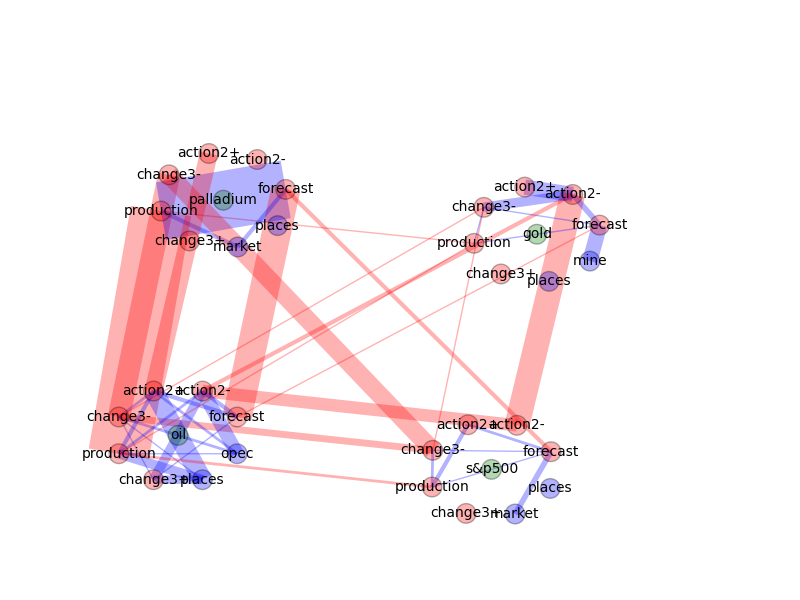 action2+
action2-
change3-
forecast
palladium
production
places
change3+
market
action2+
action2-
change3-
forecast
gold
production
mine
change3+
places
action2+
action2-
change3-
forecast
oil
production
opec
change3+
places
action2+
action2-
change3-
forecast
s&p500
production
places
change3+
market